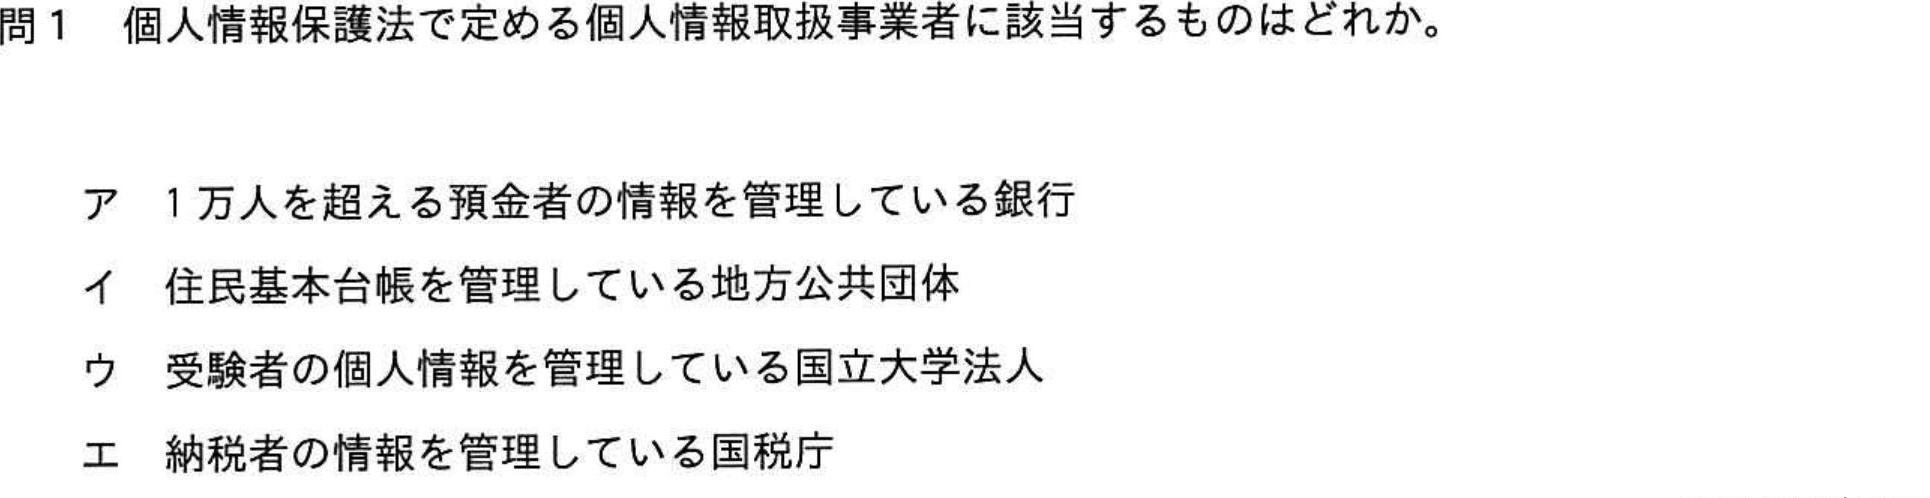 問1　個人情報保護法で定める個人情報取扱事業者に該当するものはどれか。
ア　1万人を超える預金者の情報を管理している銀行
イ　住民基本台帳を管理している地方公共団体
ウ　受験者の個人情報を管理している国立大学法人
エ　納税者の情報を管理している国税庁